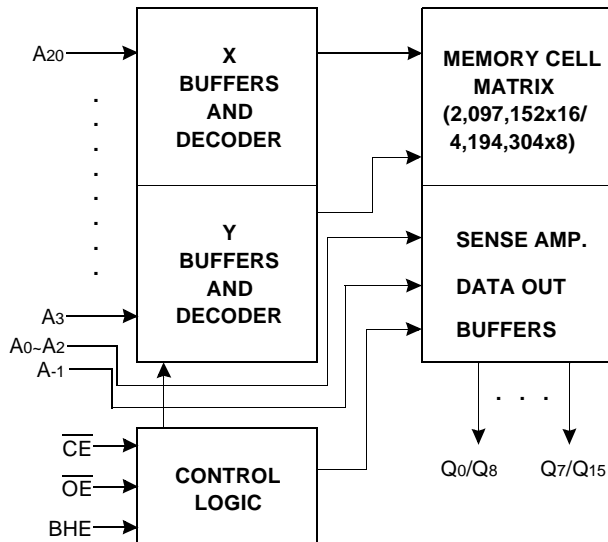 A20
X
BUFFERS
AND
DECODER
MEMORY CELL
MATRIX
(2,097,152x16/
4,194,304x8)
Y
BUFFERS
AND
DECODER
SENSE AMP.
DATA OUT
BUFFERS
A3
A0~A2
A-1
CE
OE
BHE
CONTROL
LOGIC
Q0/Q8
Q7/Q15